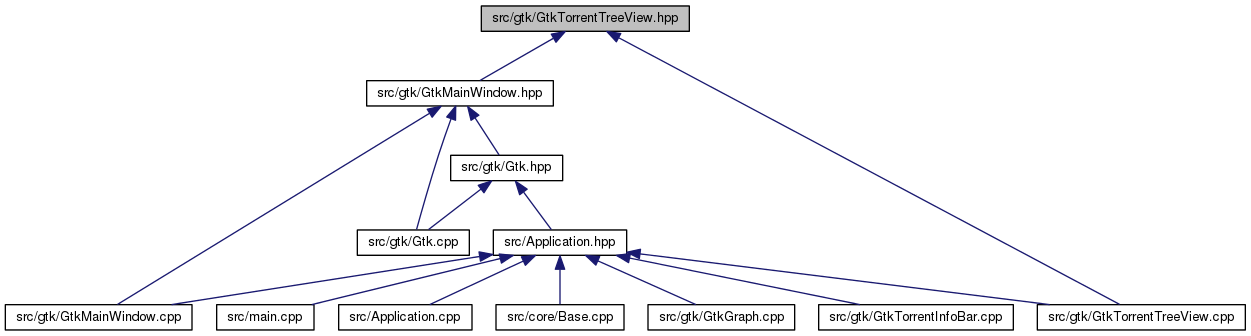 src/gtk/GtkTorrentTreeView.hpp
src/gtk/GtkMainWindow.hpp
src/gtk/Gtk.hpp
src/gtk/Gtk.cpp
src/Application.hpp
src/gtk/GtkMainWindow.cpp
src/main.cpp
src/Application.cpp
src/core/Base.cpp
src/gtk/GtkGraph.cpp
src/gtk/GtkTorrentInfoBar.cpp
src/gtk/GtkTorrentTreeView.cpp